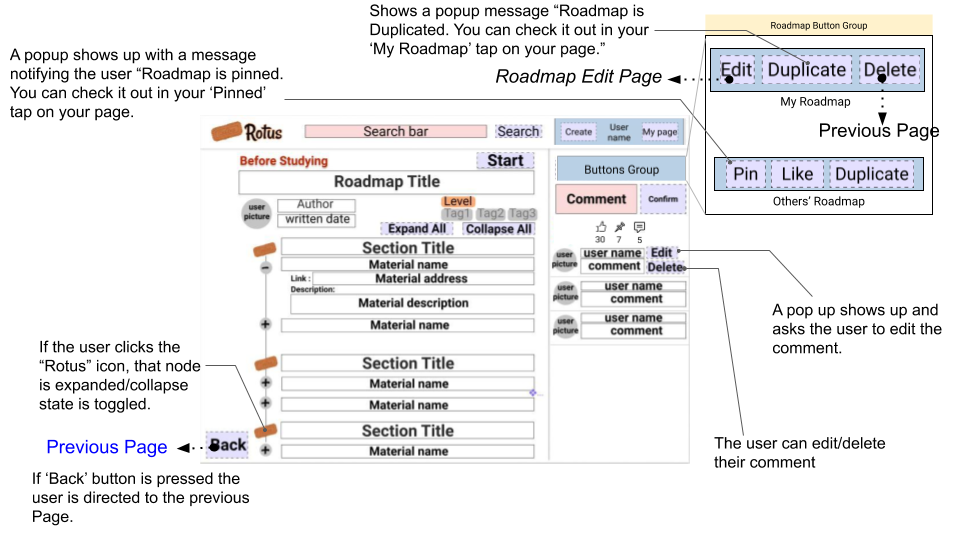 Shows a popup message “Roadmap is
Duplicated. You can check it out in your
‘My Roadmap’ tap on your page.”
Roadmap Edit Page
A popup shows up with a message
notifying the user “Roadmap is pinned.
You can check it out in your ‘Pinned’
tap on your page.
Roadmap Button Group
Edit Duplicate Delete
My Roadmap
Previous Page
Pin Like Duplicate
Others’ Roadmap
Rotus
Search bar
Search
Create
User
name
My page
Before Studying
Start
Roadmap Title
user
picture
Author
written date
Level
Tag1 Tag2 Tag3
Expand All
Collapse All
Section Title
Material name
Link :
Material address
Description:
Material description
Material name
Section Title
Material name
Material name
Section Title
Material name
Back
Buttons Group
Comment
Confirm
30 7 5
user
picture
user name
comment
Edit
Delete
user
picture
user name
comment
user
picture
user name
comment
A pop up shows up and
asks the user to edit the
comment.
The user can edit/delete
their comment
If the user clicks the
“Rotus” icon, that node
is expanded/collapse
state is toggled.
Previous Page
If ‘Back’ button is pressed the
user is directed to the previous
Page.